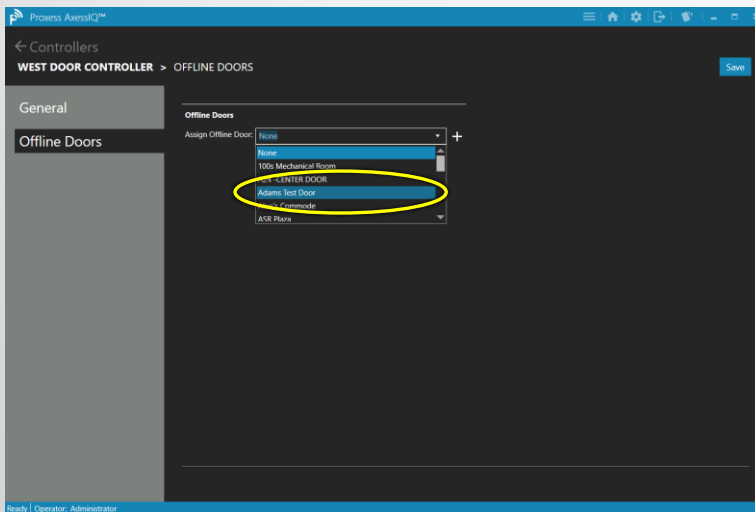 Proxess AxessIQ™
Controllers
WEST DOOR CONTROLLER > OFFLINE DOORS
Save
General
Offline Doors
Offline Doors
Assign Offline Door: None
None
100s Mechanical Room
-CENTER DOOR
Adams Test Door
Commode
ASR Plaza
Ready Operator: Administrator